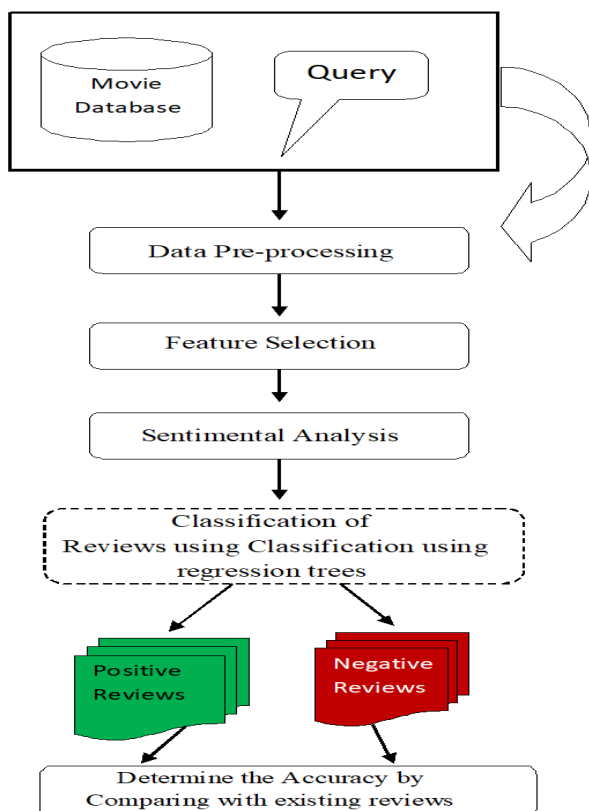 Movie
Database
Query
Data Pre-processing
Feature Selection
Sentimental Analysis
Classification of
Reviews using Classification using
regression trees
Positive
Reviews
Negative
Reviews
Determine the Accuracy by
Comparing with existing reviews